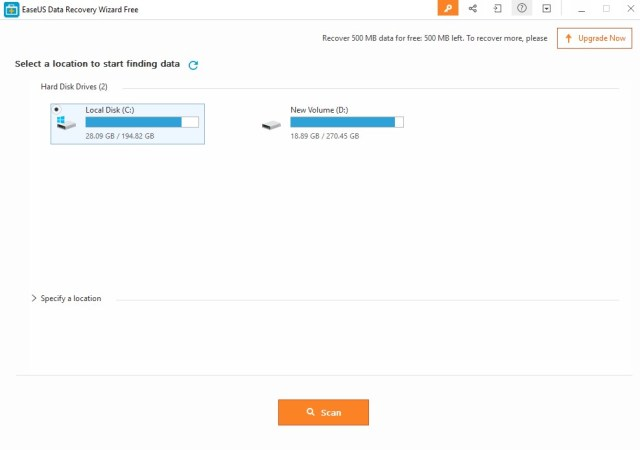 EaseUS Data Recovery Wizard Free
Recover 500 MB data for free: 500 MB left. To recover more, please
Upgrade Now
Select a location to start finding data
Hard Disk Drives (2)
Local Disk (C:)
28.09 GB / 194.82 GB
New Volume (D:)
18.89 GB / 270.45 GB
Specify a location
Scan